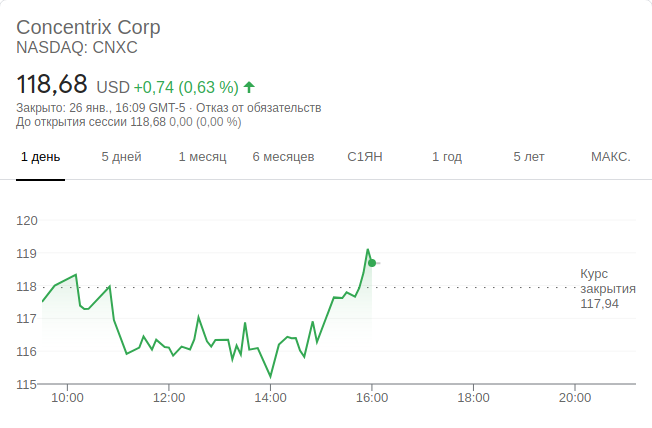 Concentrix Corp
NASDAQ: CNXC
118,68 USD +0,74 (0,63 %)
Закрыто: 26 янв., 16:09 GMT-5 · Отказ от обязательств
До открытия сессии 118,68 0,00 (0,00 %)
1 день 5 дней 1 месяц 6 месяцев С1ЯН 1 год 5 лет МАКС.
120
119
118
117
116
115
Курс
закрытия
117,94
10:00 12:00 14:00 16:00 18:00 20:00